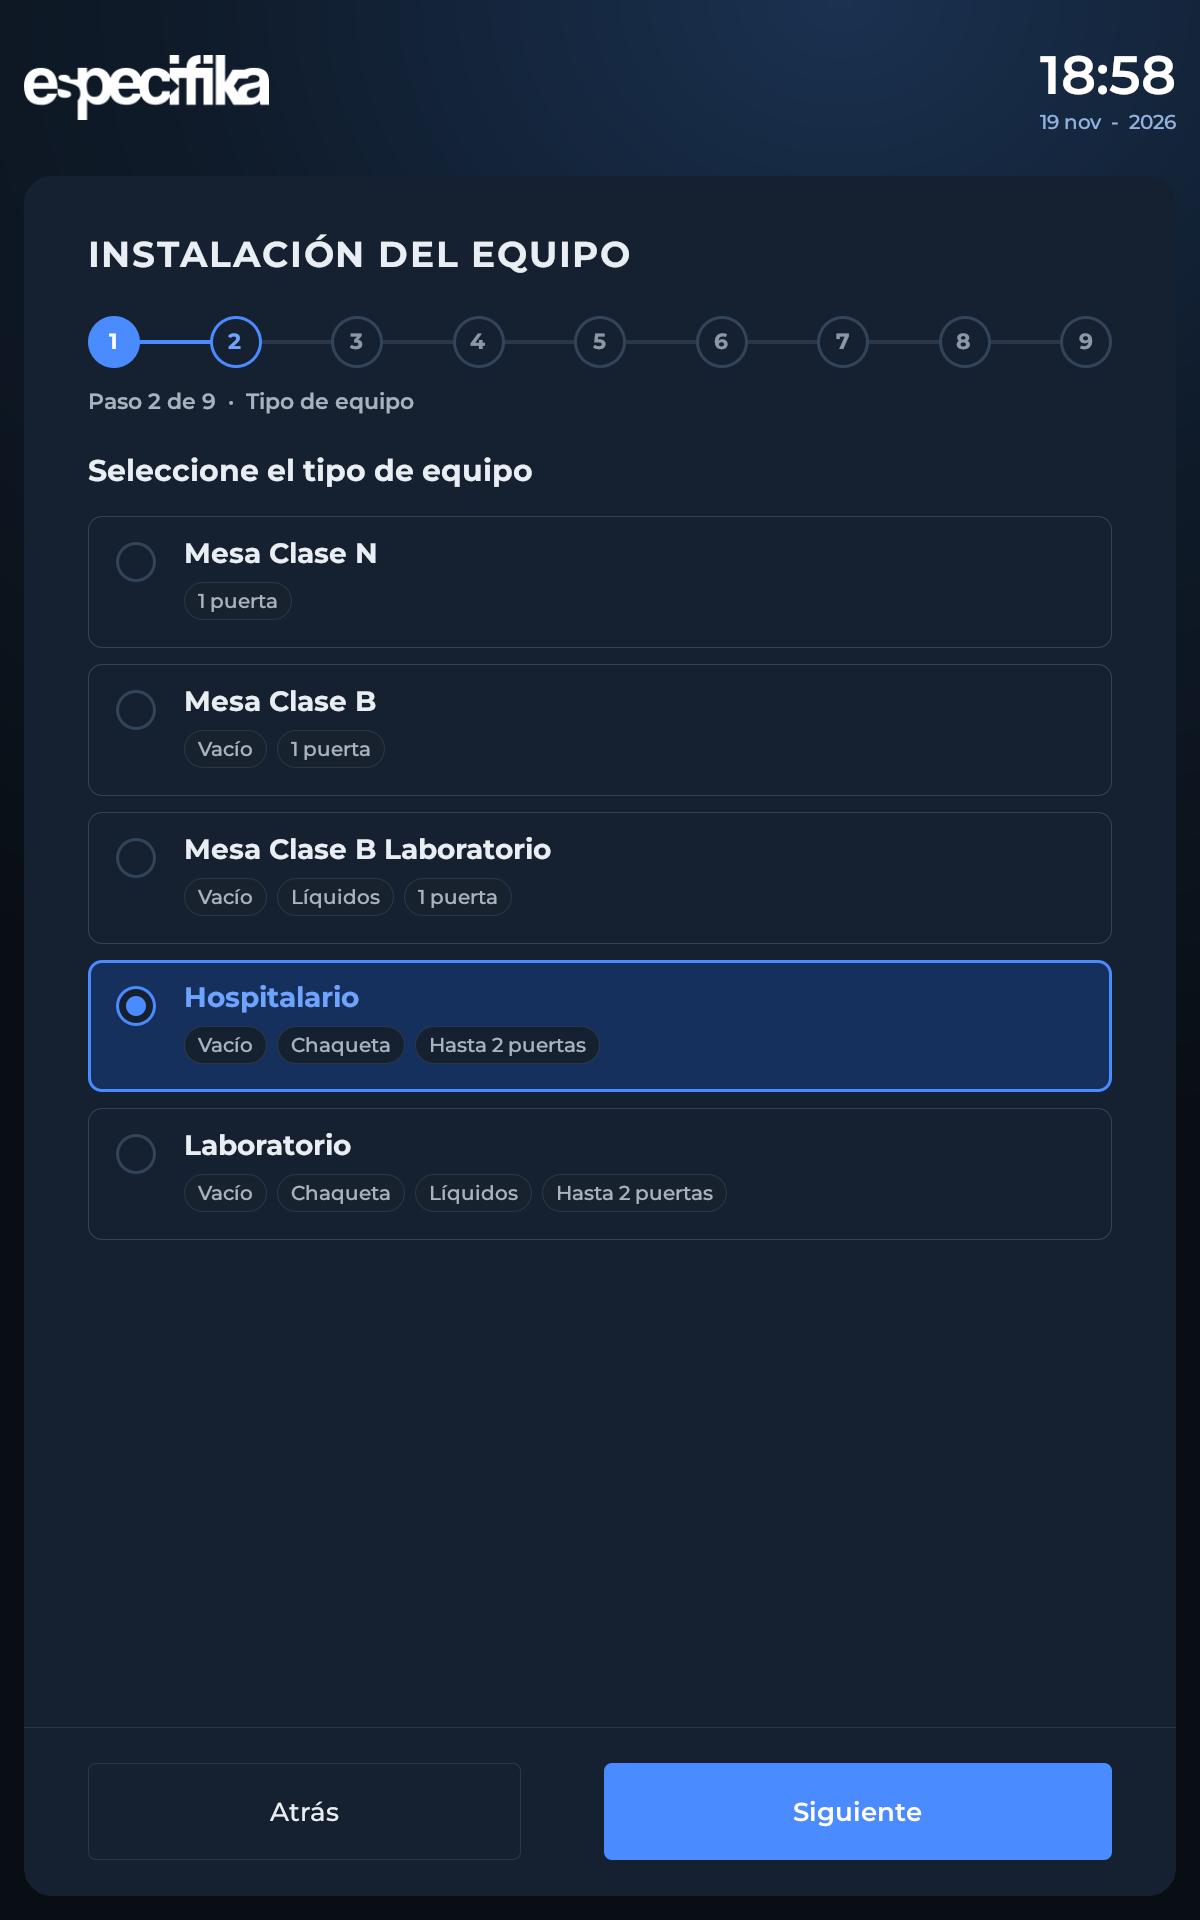 especifika
18:58
19 nov - 2026
INSTALACIÓN DEL EQUIPO
1 2 3 4 5 6 7 8 9
Paso 2 de 9 · Tipo de equipo
Seleccione el tipo de equipo
Mesa Clase N
1 puerta
Mesa Clase B
Vacío 1 puerta
Mesa Clase B Laboratorio
Vacío Líquidos 1 puerta
Hospitalario
Vacío Chaqueta Hasta 2 puertas
Laboratorio
Vacío Chaqueta Líquidos Hasta 2 puertas
Atrás Siguiente